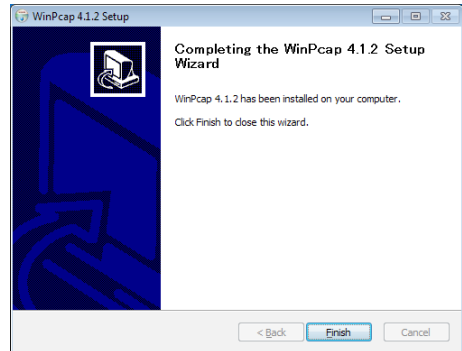 WinPcap 4.1.2 Setup
Completing the WinPcap 4.1.2 Setup
Wizard
WinPcap 4.1.2 has been installed on your computer.
Click Finish to close this wizard.
< Back
Finish
Cancel